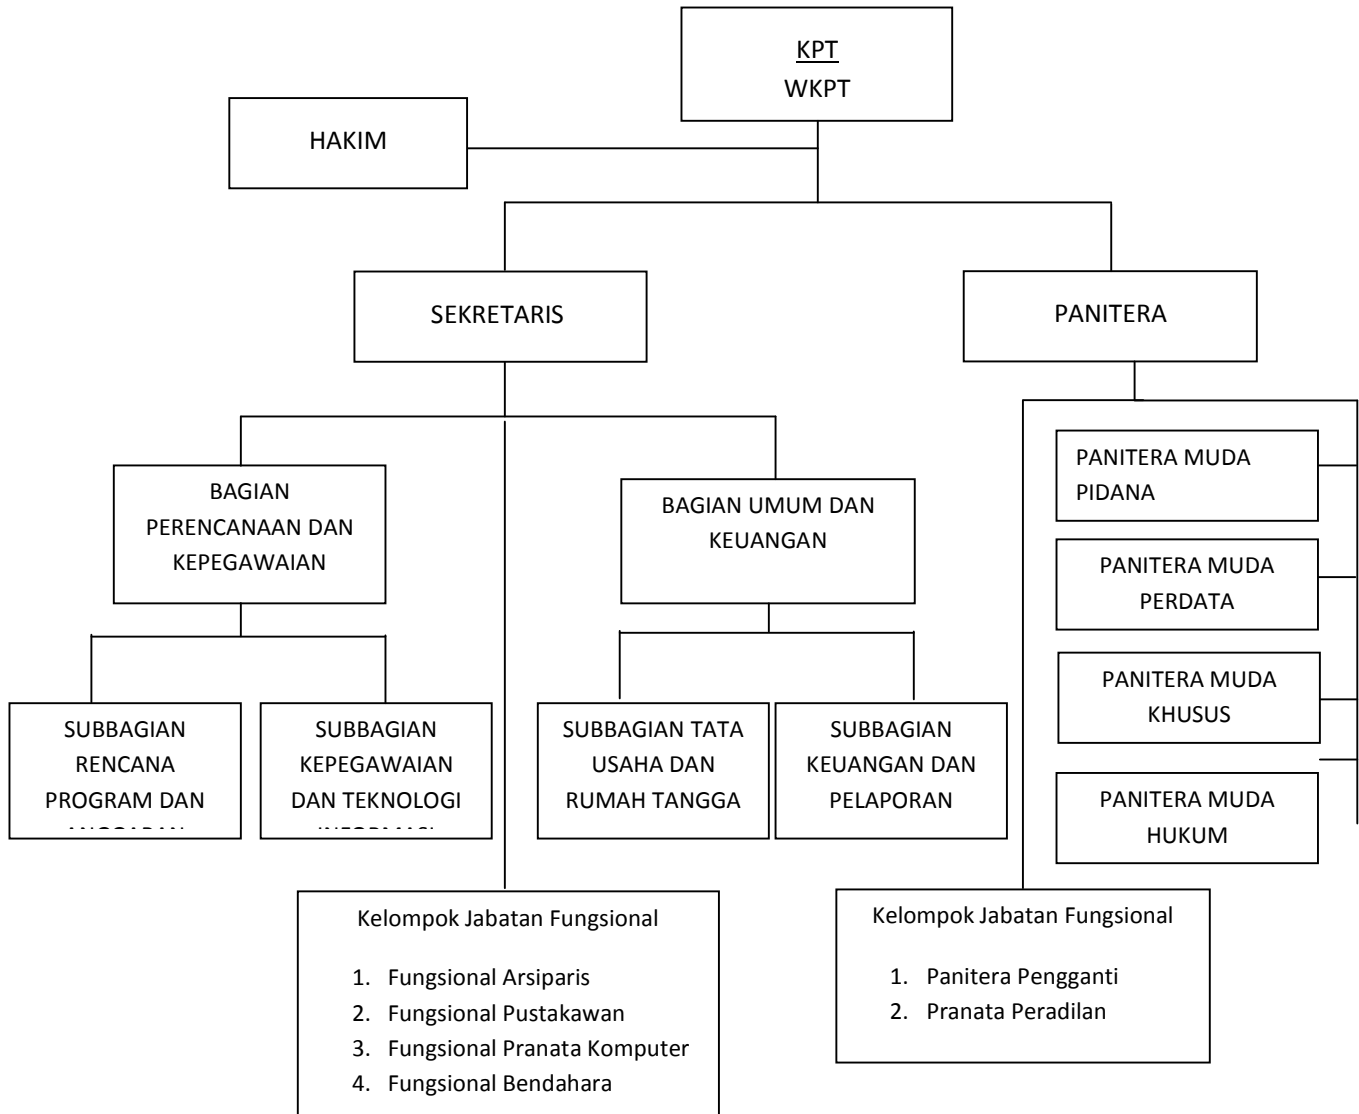 KPT
WKPT
HAKIM
SEKRETARIS
PANITERA
BAGIAN
PERENCANAAN DAN
KEPEGAWAIAN
BAGIAN UMUM DAN
KEUANGAN
PANITERA MUDA
PIDANA
PANITERA MUDA
PERDATA
PANITERA MUDA
KHUSUS
PANITERA MUDA
HUKUM
SUBBAGIAN
RENCANA
PROGRAM DAN
ANGGARAN
SUBBAGIAN
KEPEGAWAIAN
DAN TEKNOLOGI
INFORMASI
SUBBAGIAN TATA
USAHA DAN
RUMAH TANGGA
SUBBAGIAN
KEUANGAN DAN
PELAPORAN
Kelompok Jabatan Fungsional
1. Fungsional Arsiparis
2. Fungsional Pustakawan
3. Fungsional Pranata Komputer
4. Fungsional Bendahara
Kelompok Jabatan Fungsional
1. Panitera Pengganti
2. Pranata Peradilan